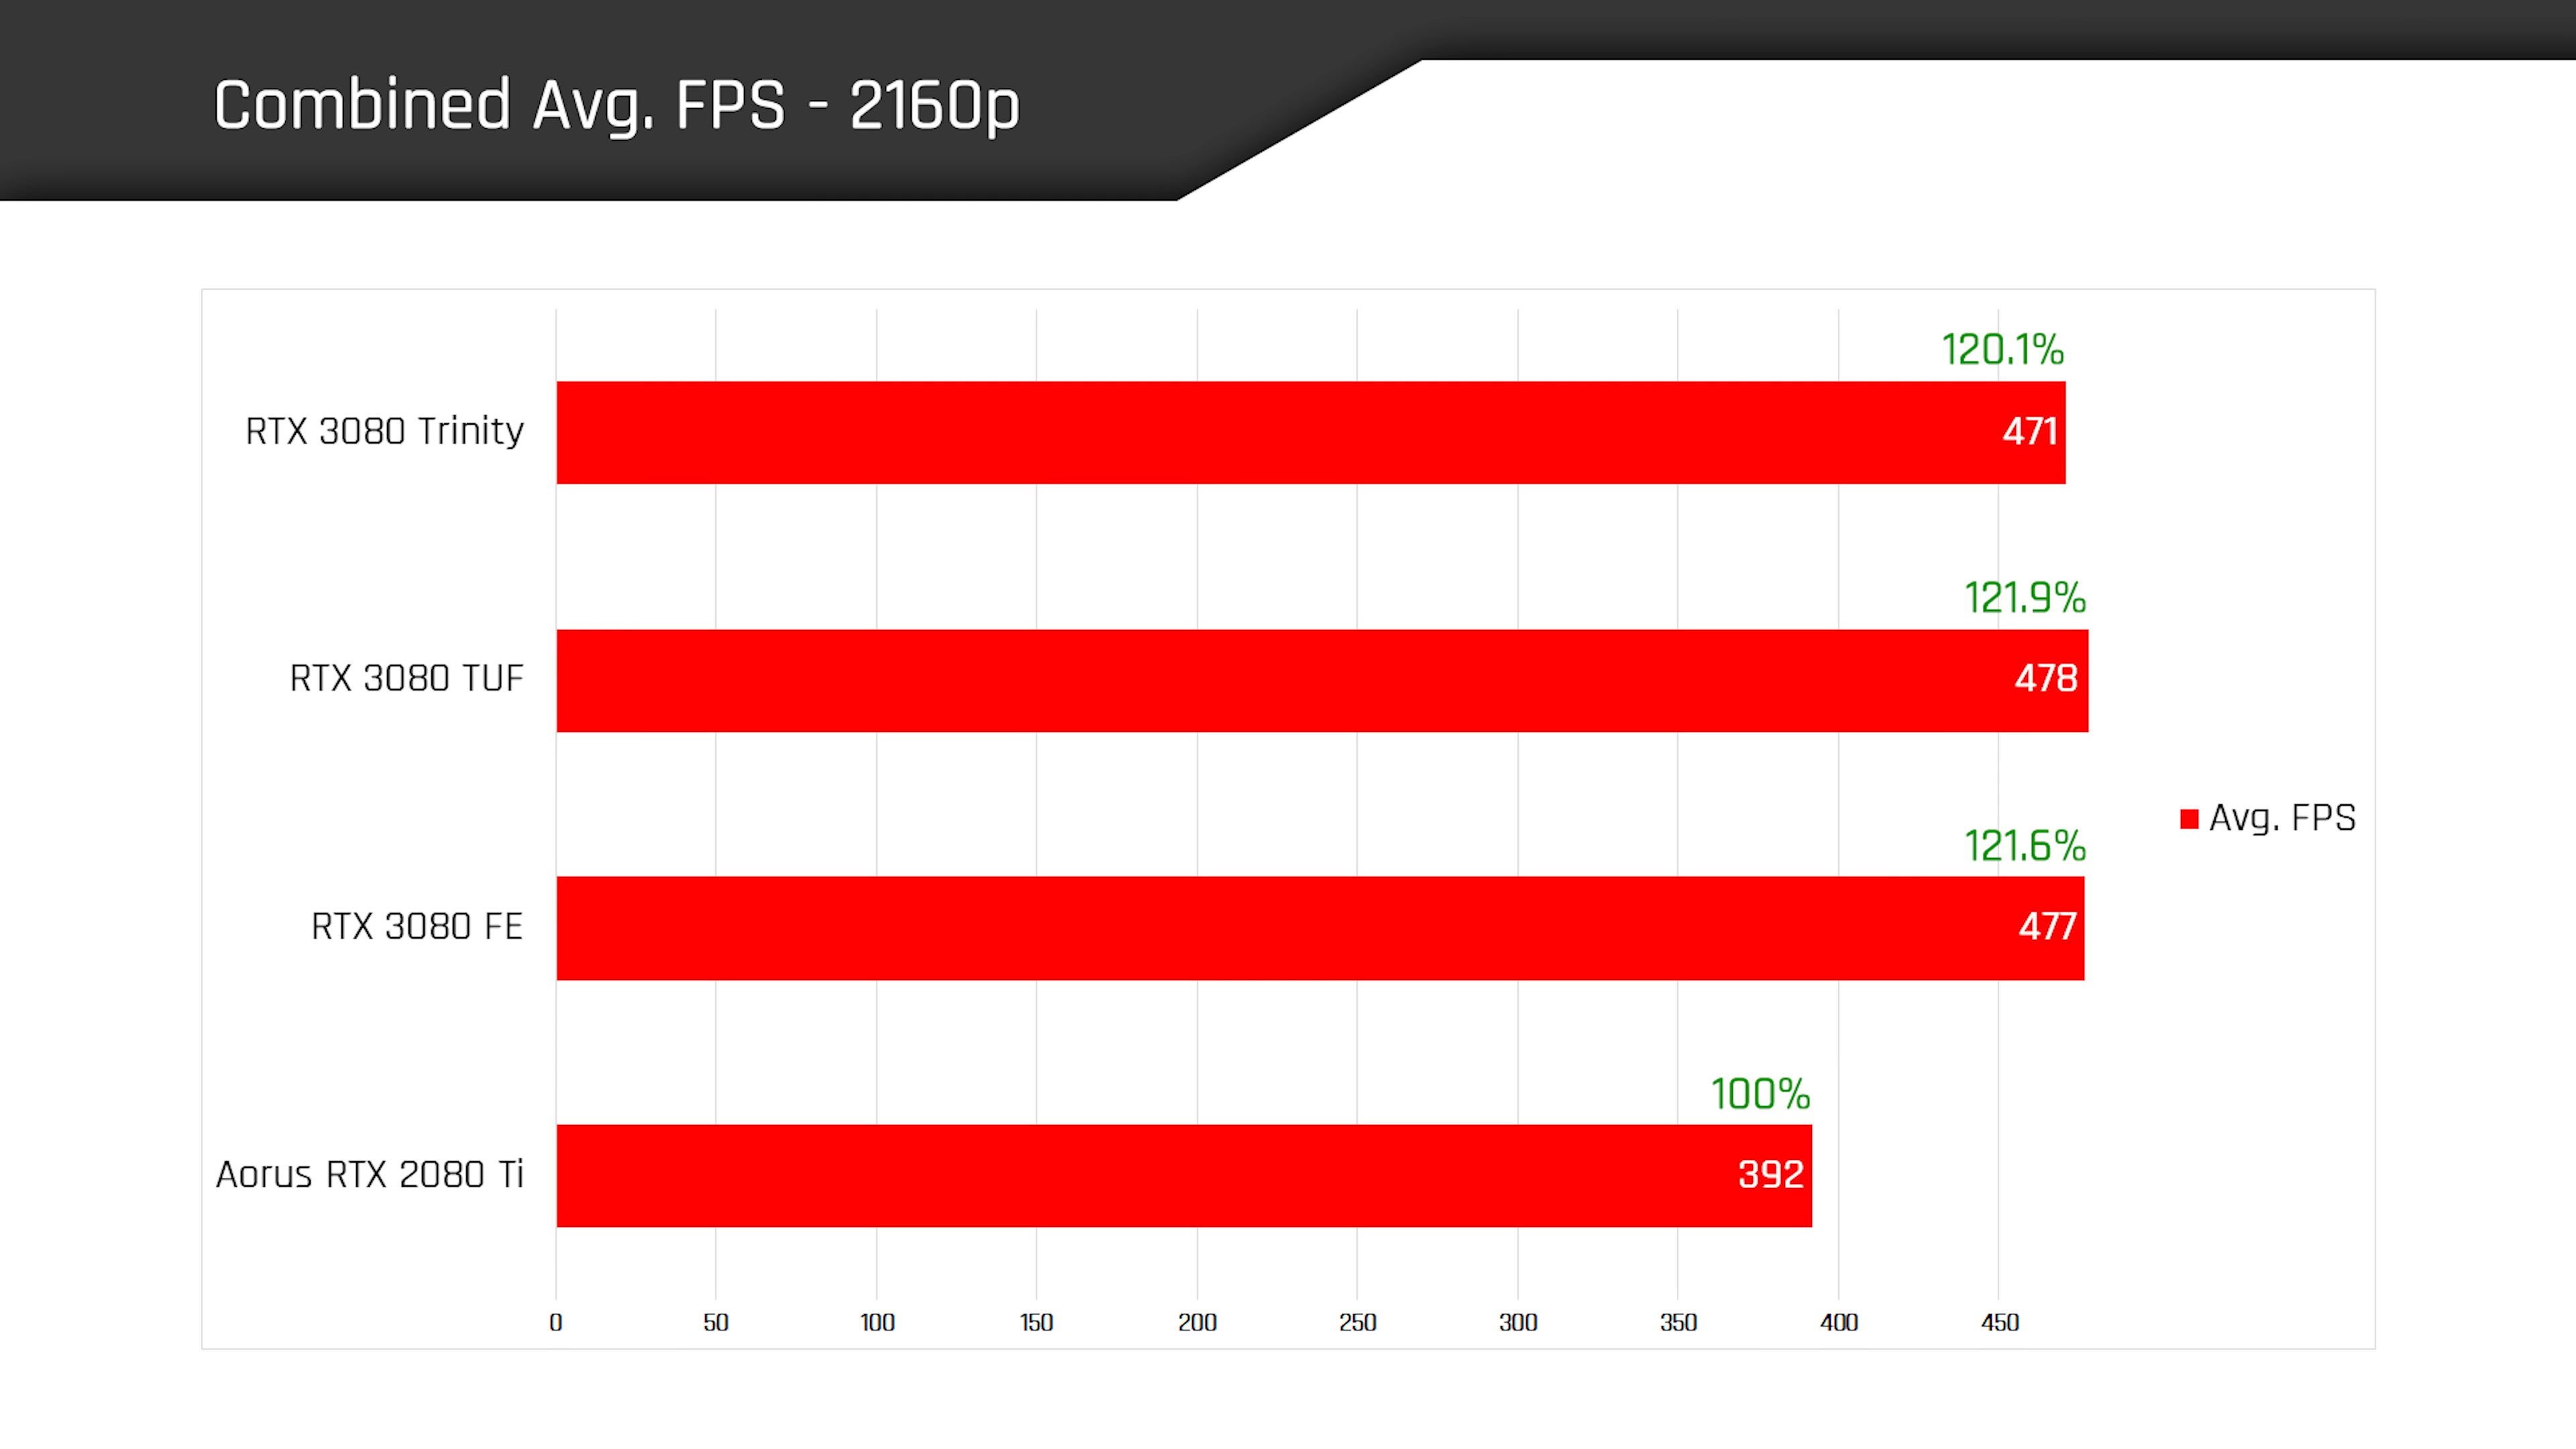 Combined Avg. FPS - 2160p
120.1%
RTX 3080 Trinity
471
121.9%
RTX 3080 TUF
478
Avg. FPS
121.6%
RTX 3080 FE
477
100%
Aorus RTX 2080 Ti
392
0 50 100 150 200 250 300 350 400 450